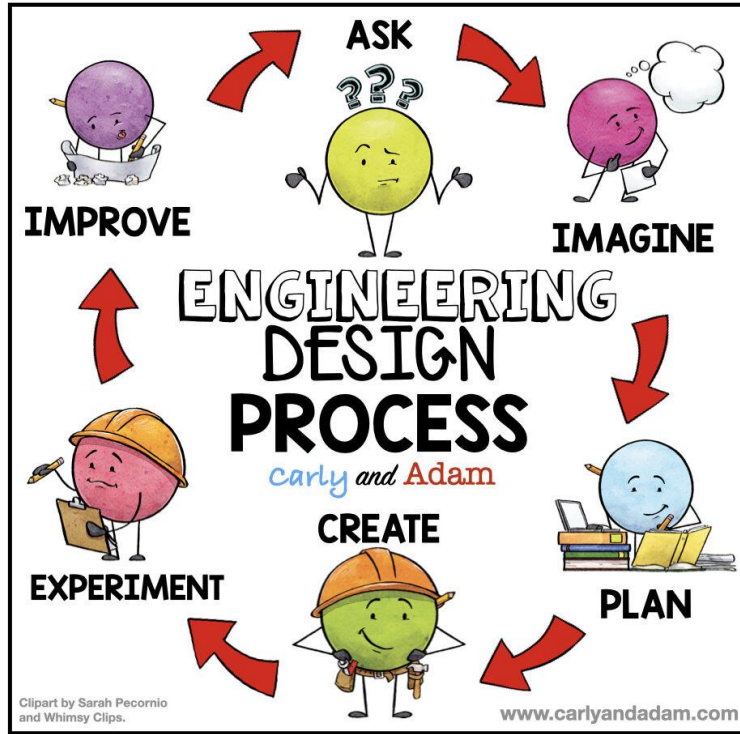 ASK
???
IMPROVE
IMAGINE
ENGINEERING
DESIGN
PROCESS
Carly and Adam
CREATE
EXPERIMENT
PLAN
Clipart by Sarah Pecornio
and Whimsy Clips.
www.carlyandadam.com